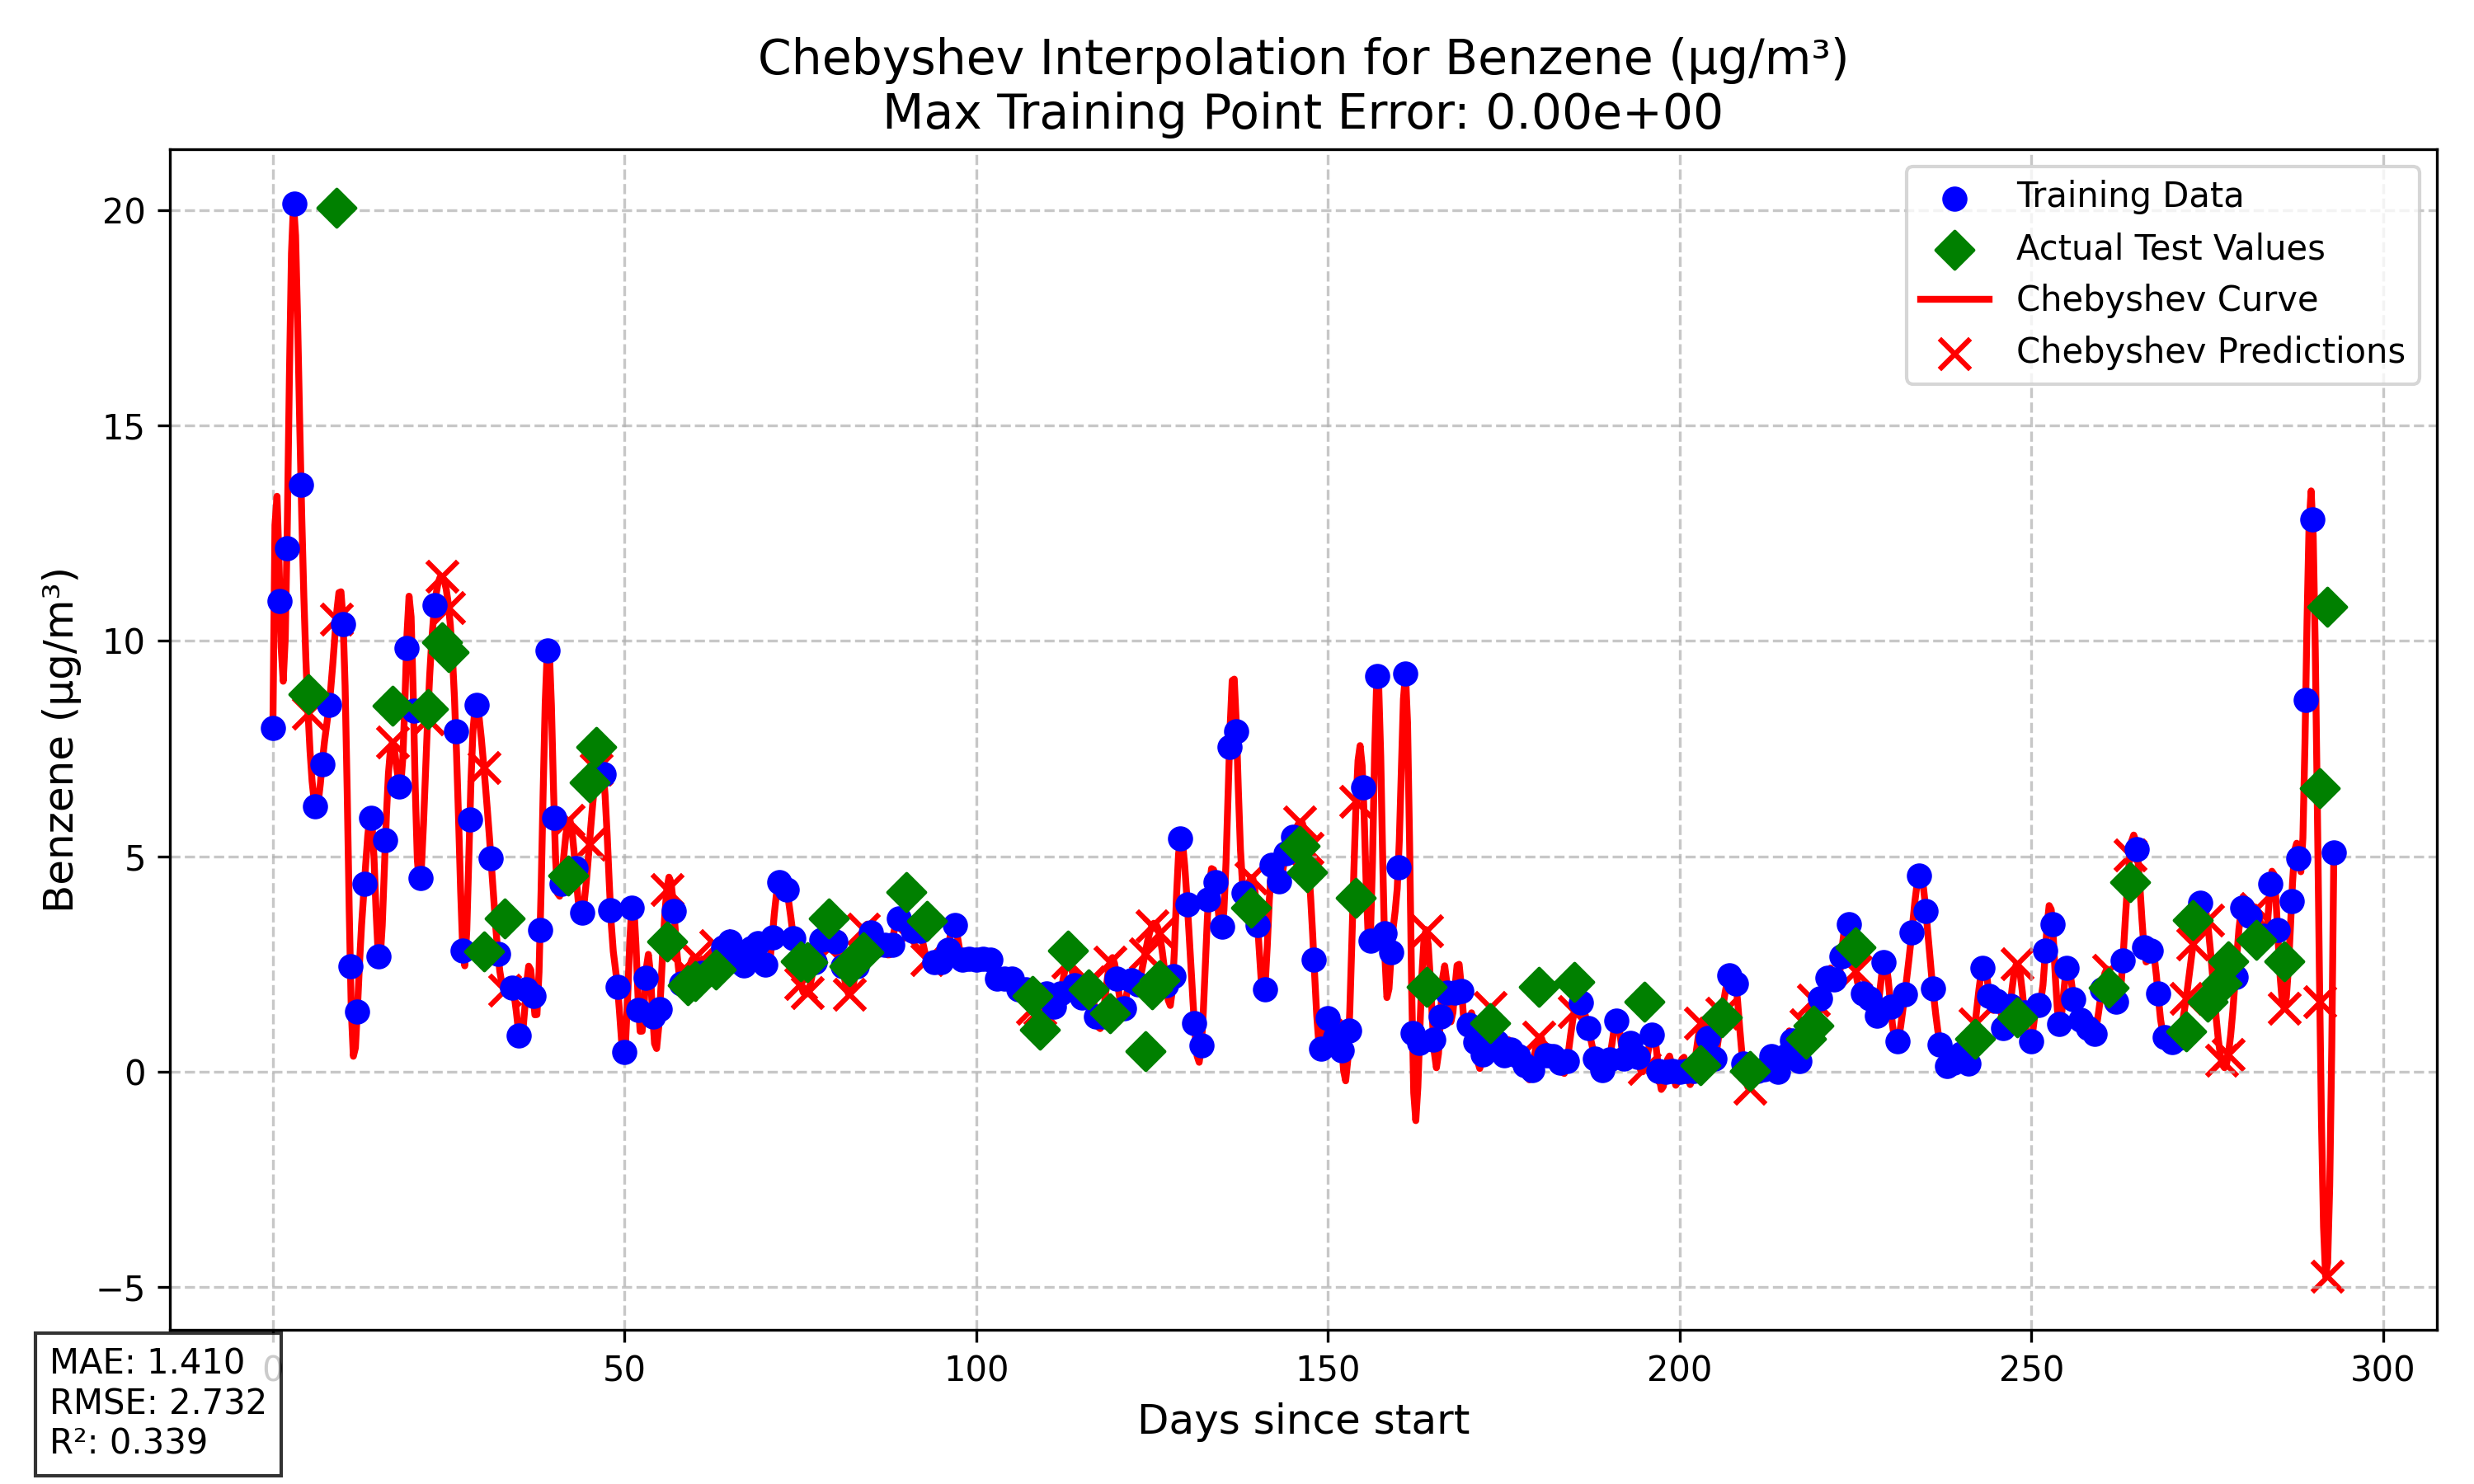 Chebyshev Interpolation for Benzene (µg/m³)
Max Training Point Error: 0.00e+00
Training Data
Actual Test Values
Chebyshev Curve
Chebyshev Predictions
Benzene (µg/m³)
20
15
10
5
0
−5
0
50
100
150
200
250
300
Days since start
MAE: 1.410
RMSE: 2.732
R²: 0.339